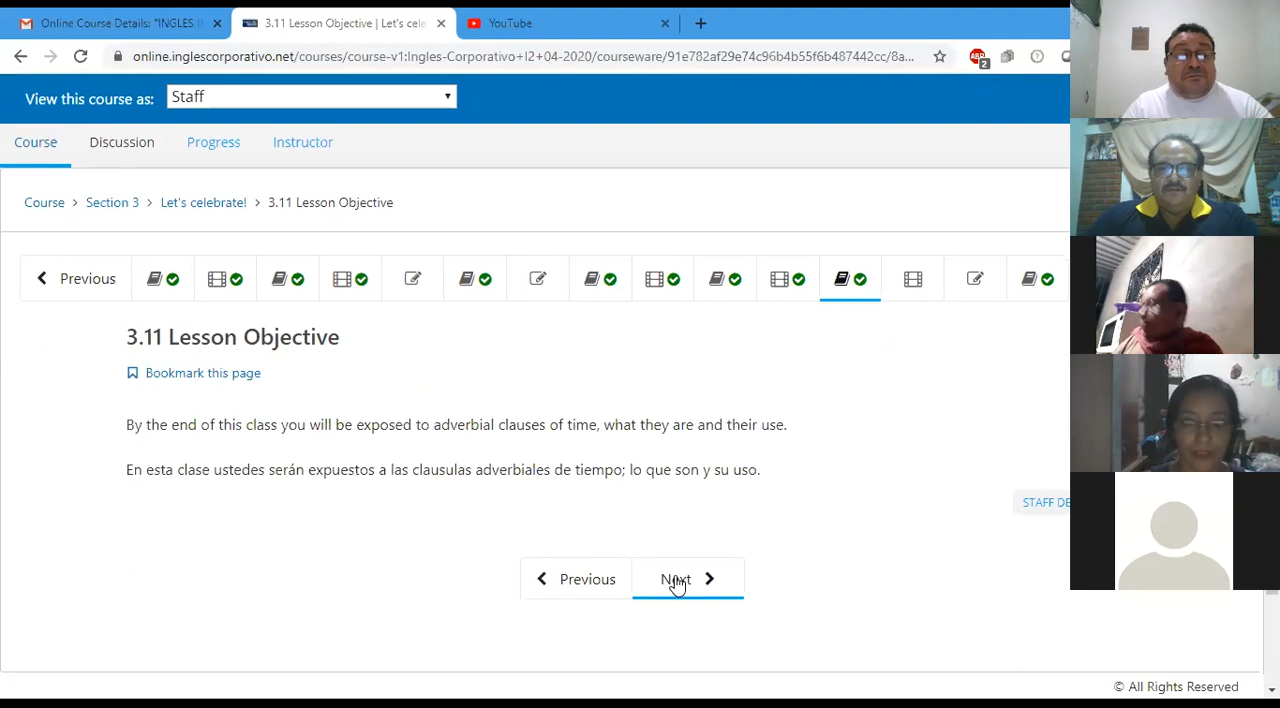 Online Course Details: "INGLES I
3.11 Lesson Objective | Let's cele
YouTube
online.inglescorporativo.net/courses/course-v1:Ingles-Corporativo+I2+04-2020/courseware/91e782af29e74c96b4b55f6b487442cc/8a...
ABP
2
View this course as:
Staff
Course
Discussion
Progress
Instructor
Course > Section 3 > Let's celebrate! > 3.11 Lesson Objective
Previous
3.11 Lesson Objective
Bookmark this page
By the end of this class you will be exposed to adverbial clauses of time, what they are and their use.
En esta clase ustedes serán expuestos a las clausulas adverbiales de tiempo; lo que son y su uso.
STAFF DE
Previous
Next
© All Rights Reserved